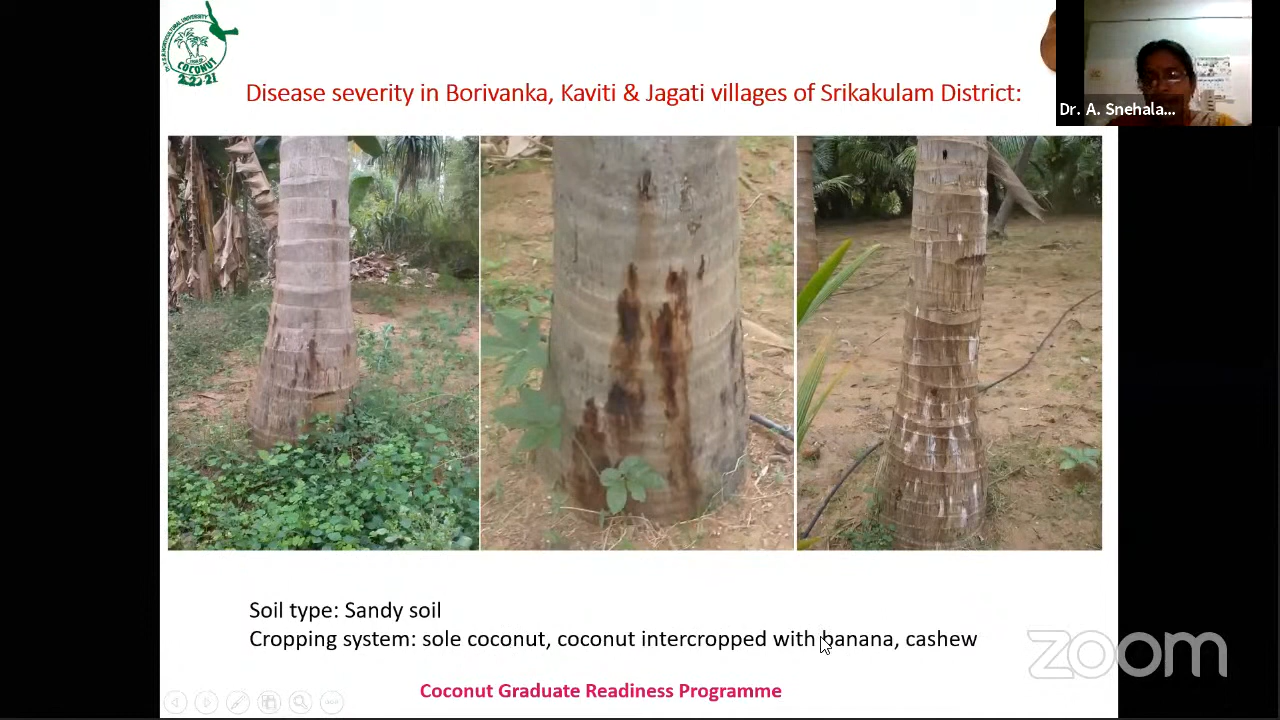 Disease severity in Borivanka, Kaviti & Jagati villages of Srikakulam District:
Dr. A. Snehala...
Soil type: Sandy soil
Cropping system: sole coconut, coconut intercropped with banana, cashew
Coconut Graduate Readiness Programme
zoom
COCONUT